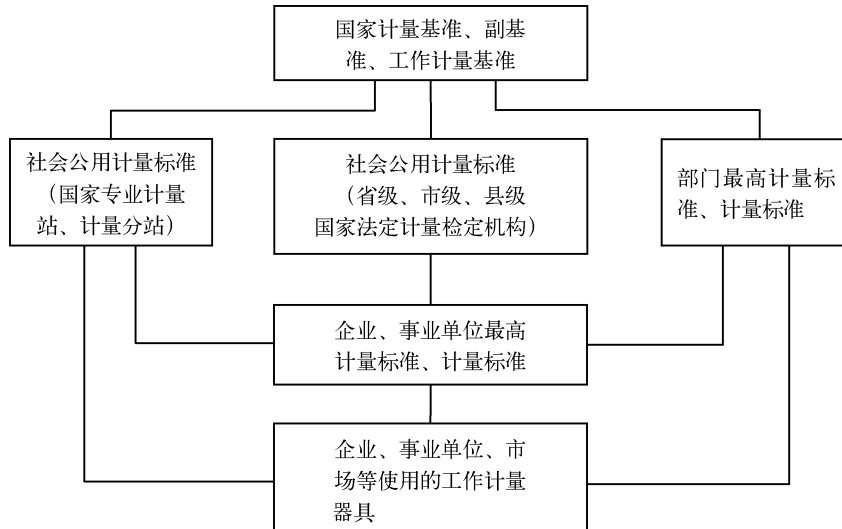 国家计量基准、副基
准、工作计量基准
社会公用计量标准
（国家专业计量
站、计量分站）
社会公用计量标准
（省级、市级、县级
国家法定计量检定机构）
部门最高计量标
准、计量标准
企业、事业单位最高
计量标准、计量标准
企业、事业单位、市
场等使用的工作计量
器具